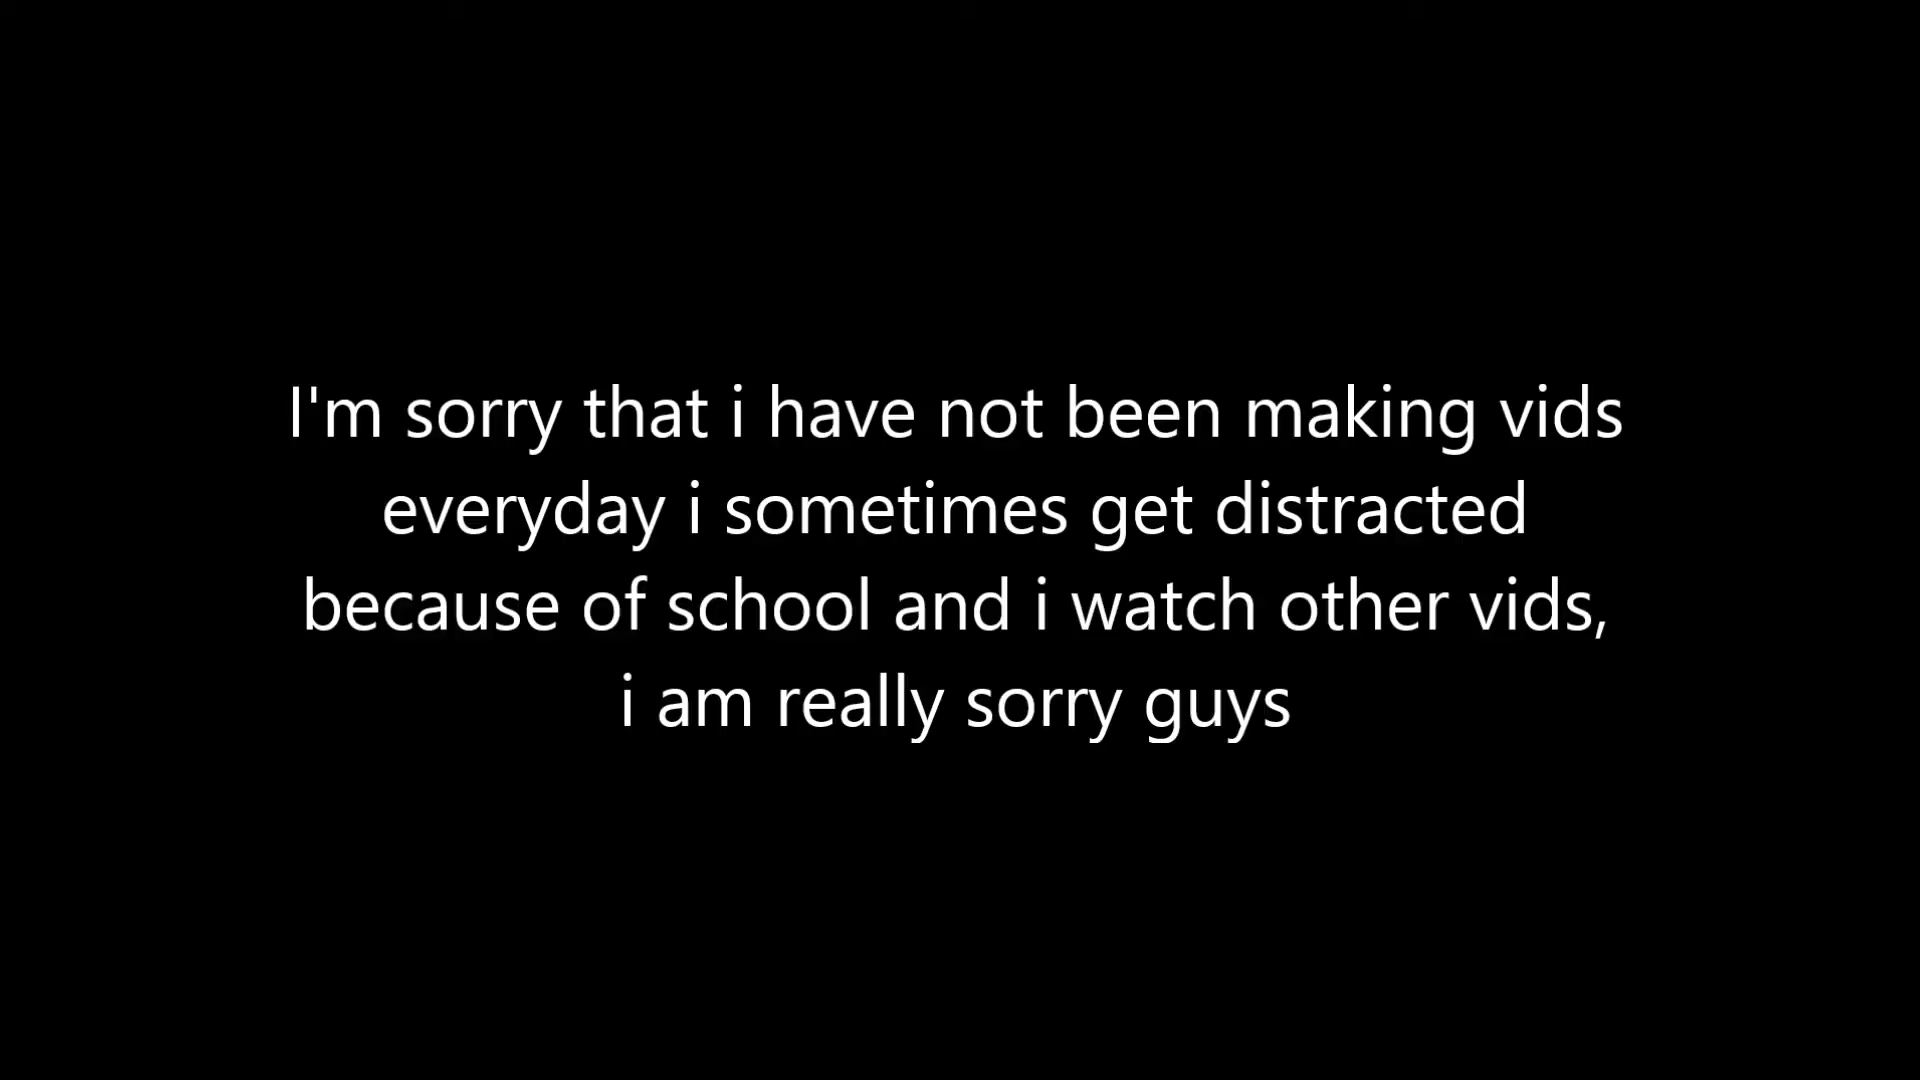 I'm sorry that i have not been making vids
everyday i sometimes get distracted
because of school and i watch other vids,
i am really sorry guys